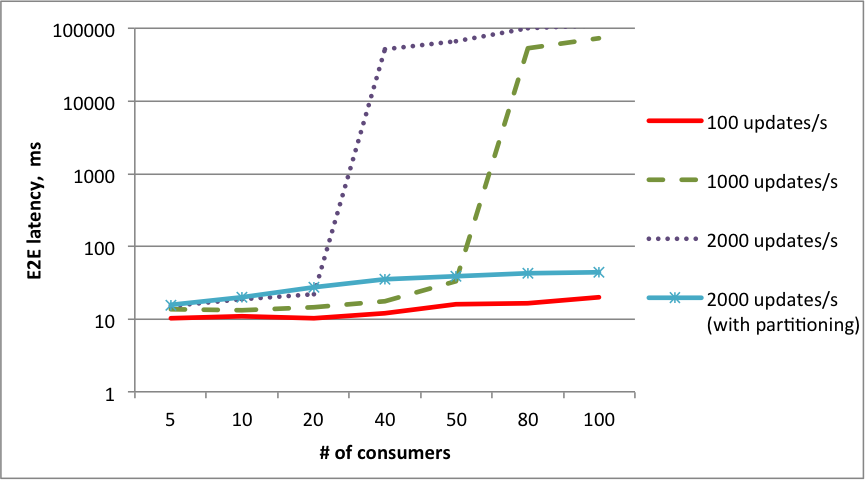 100000
10000
1000
100
10
1
E2E latency, ms
5 10 20 40 50 80 100
# of consumers
100 updates/s
1000 updates/s
2000 updates/s
2000 updates/s
(with partitioning)